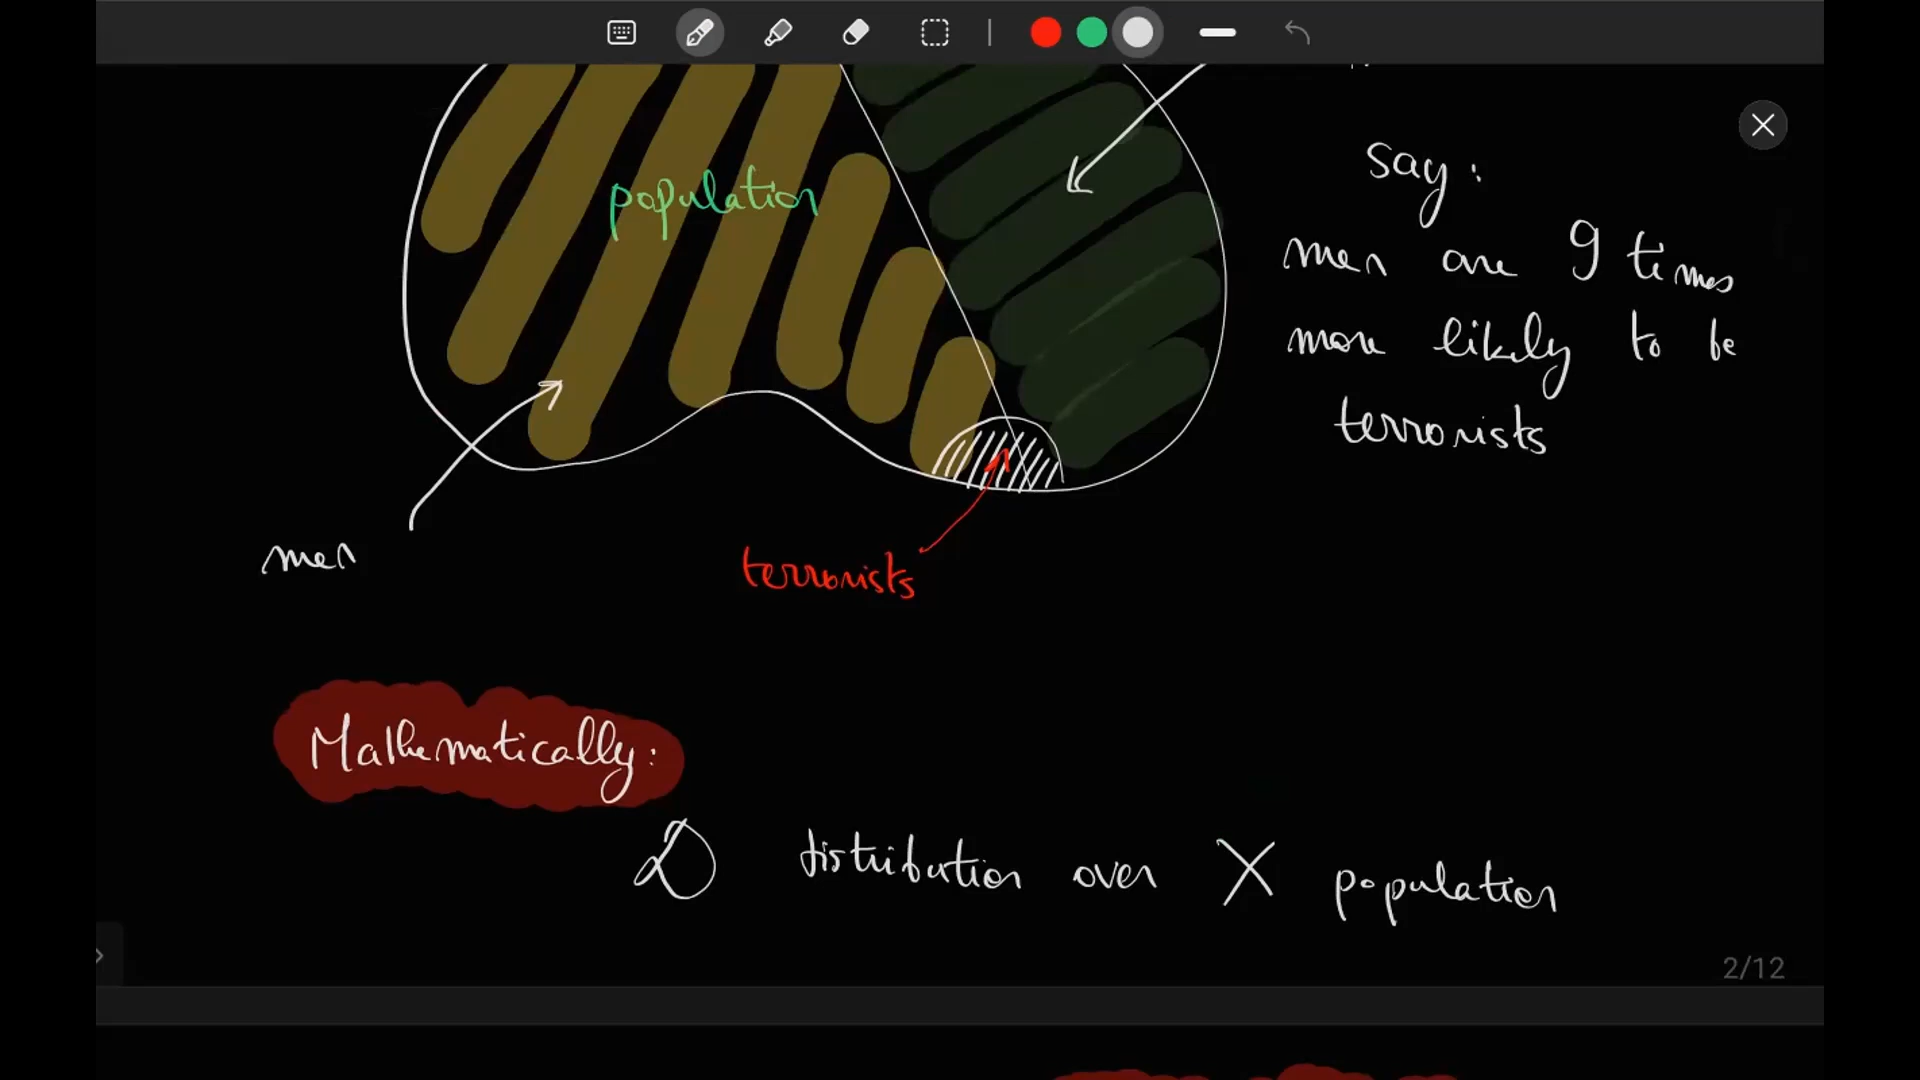 population
say:
men are 9 times
more likely to be
terrorists
men
terrorists
Mathematically:
D distribution over X population
2/12